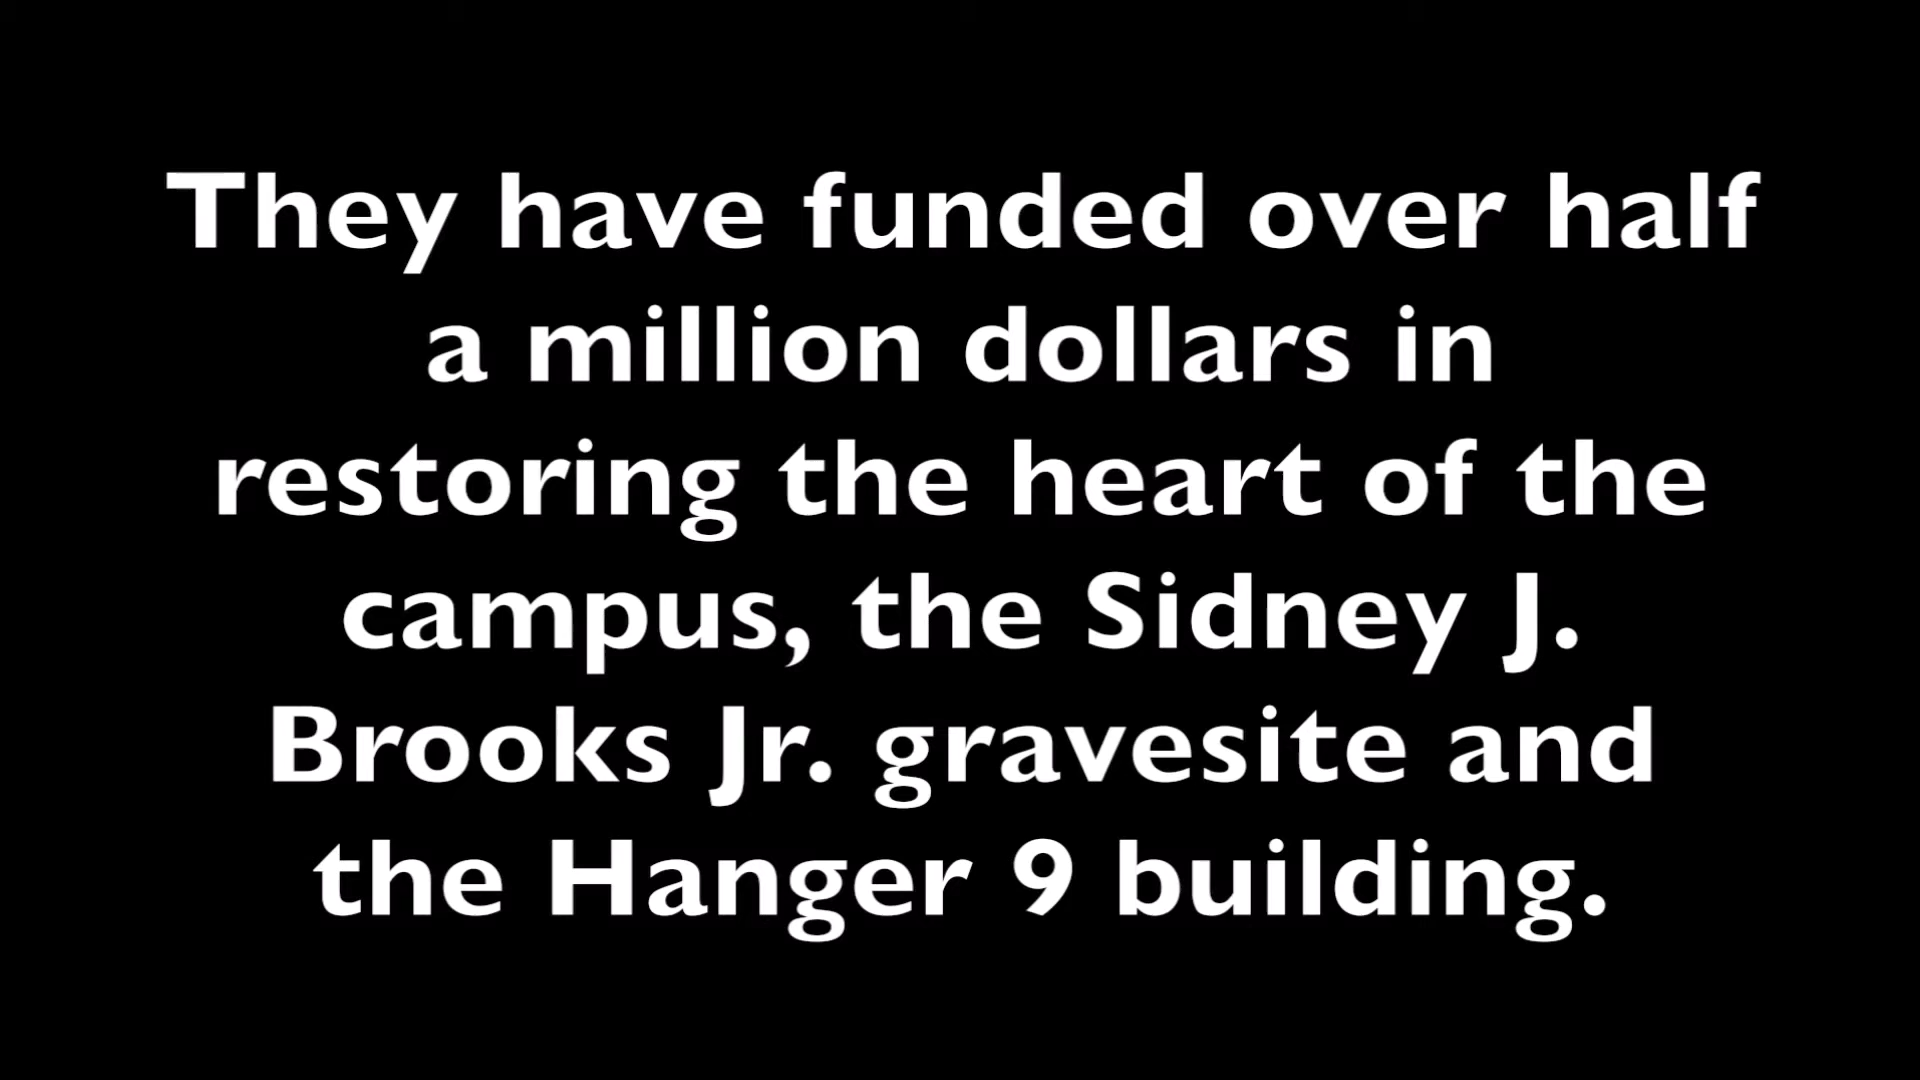 They have funded over half
a million dollars in
restoring the heart of the
campus, the Sidney J.
Brooks Jr. gravesite and
the Hanger 9 building.